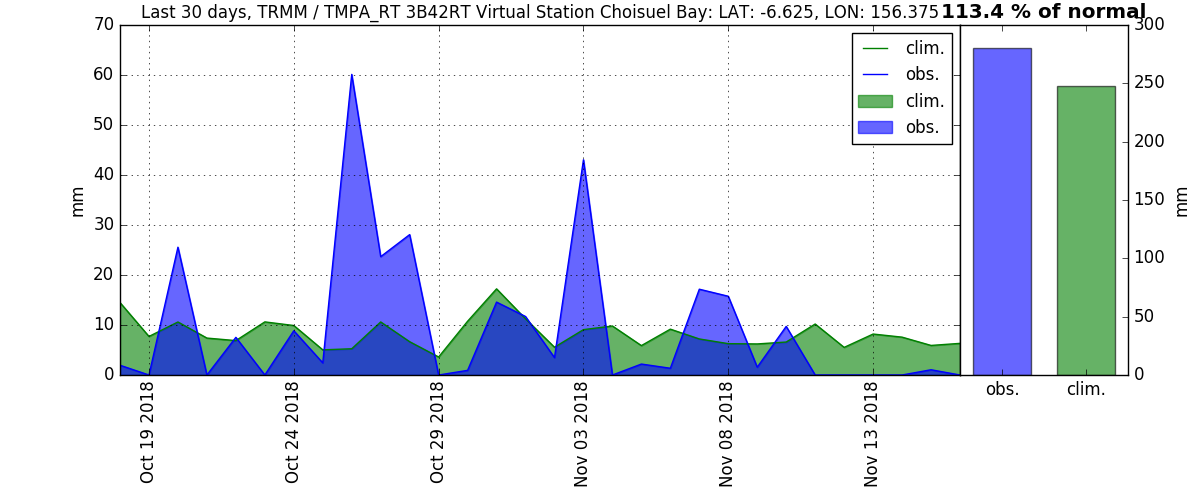 Last 30 days, TRMM / TMPA_RT 3B42RT Virtual Station Choisuel Bay: LAT: -6.625, LON: 156.375
113.4 % of normal
70
60
50
40
30
20
10
0
mm
clim.
obs.
clim.
obs.
Oct 19 2018
Oct 24 2018
Oct 29 2018
Nov 03 2018
Nov 08 2018
Nov 13 2018
300
250
200
150
100
50
0
mm
obs.
clim.